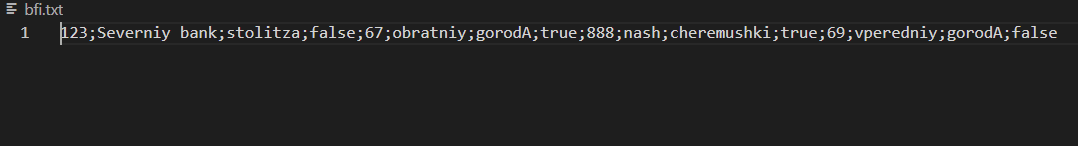 bfi.txt
1 123;Severniy bank;stolitza;false;67;obratniy;gorodA;true;888;nash;cheremushki;true;69;vperedniy;gorodA;false